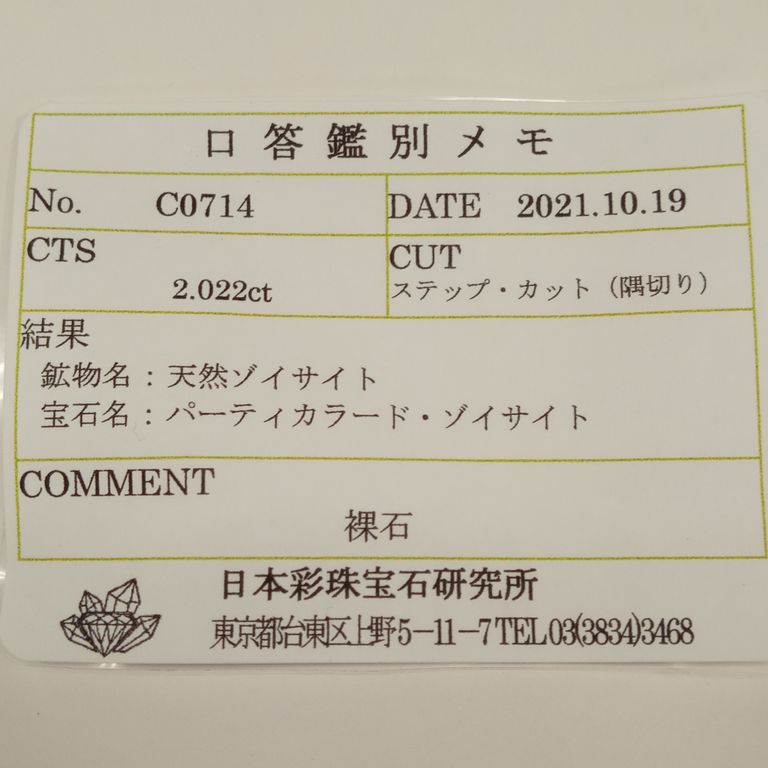 口答鑑別メモ
No. C0714 DATE 2021.10.19
CTS CUT
2.022ct ステップ・カット（隅切り）
結果
鉱物名：天然ゾイサイト
宝石名：パーティカラード・ゾイサイト
COMMENT
裸石
日本彩珠宝石研究所
東京都台東区上野5－11－7 TEL03(3834)3468